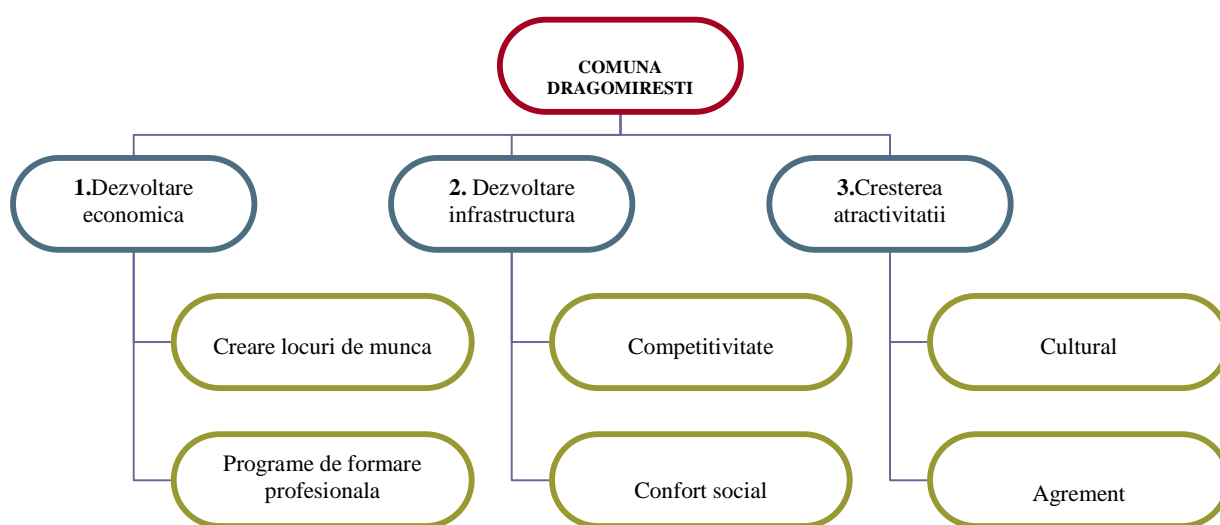 COMUNA
DRAGOMIRESTI
1.Dezvoltare
economica
2. Dezvoltare
infrastructura
3.Cresterea
atractivitatii
Creare locuri de munca
Competitivitate
Cultural
Programe de formare
profesionala
Confort social
Agrement